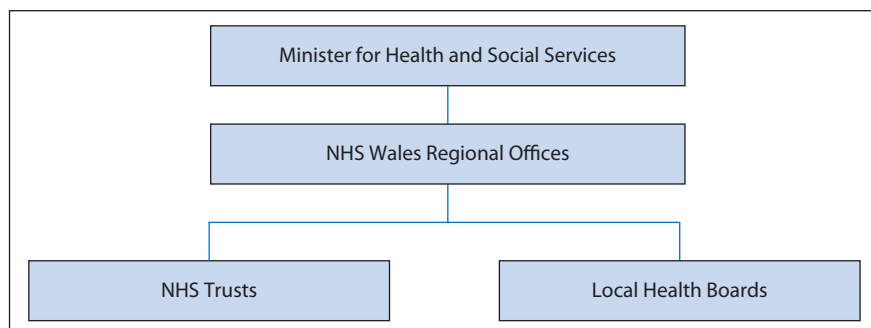 Minister for Health and Social Services
NHS Wales Regional Offices
NHS Trusts
Local Health Boards